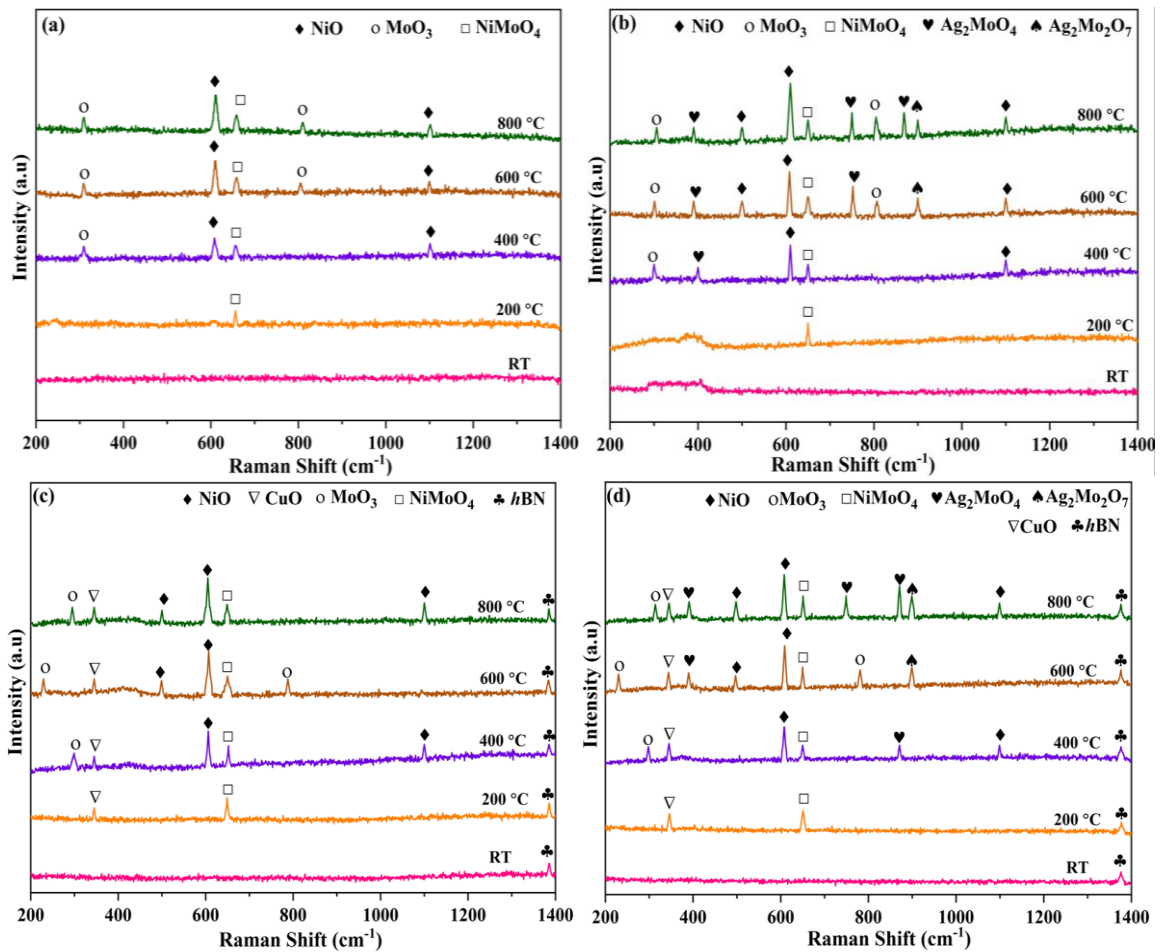 (a)
♦ NiO ○ MoO3 □ NiMoO4
800 °C
600 °C
400 °C
200 °C
RT
Intensity (a.u)
200 400 600 800 1000 1200 1400
Raman Shift (cm-1)
(b)
♦ NiO ○ MoO3 □ NiMoO4 ♥ Ag2MoO4 ♠ Ag2Mo2O7
800 °C
600 °C
400 °C
200 °C
RT
Intensity (a.u)
200 400 600 800 1000 1200 1400
Raman Shift (cm-1)
(c)
♦ NiO ▽ CuO ○ MoO3 □ NiMoO4 ♣ hBN
800 °C
600 °C
400 °C
200 °C
RT
Intensity (a.u)
200 400 600 800 1000 1200 1400
Raman Shift (cm-1)
(d)
♦ NiO ○MoO3 □NiMoO4 ♥Ag2MoO4 ♠Ag2Mo2O7
▽CuO ♣hBN
800 °C
600 °C
400 °C
200 °C
RT
Intensity (a.u)
200 400 600 800 1000 1200 1400
Raman Shift (cm-1)